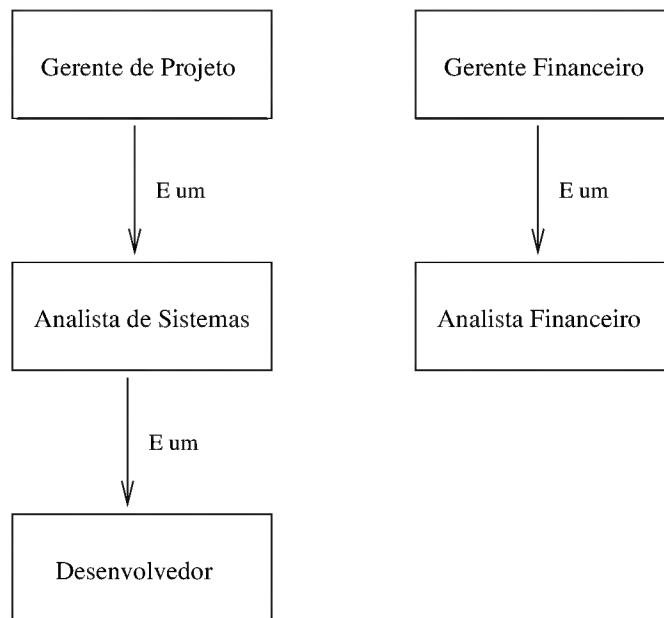 Gerente de Projeto
Gerente Financeiro
E um
E um
Analista de Sistemas
Analista Financeiro
E um
Desenvolvedor